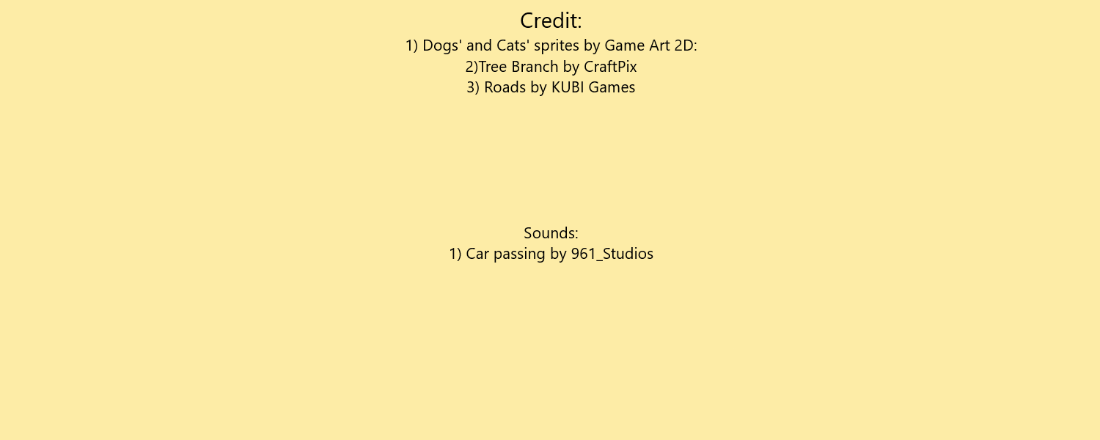 Credit:
1) Dogs' and Cats' sprites by Game Art 2D:
2)Tree Branch by CraftPix
3) Roads by KUBI Games
Sounds:
1) Car passing by 961_Studios